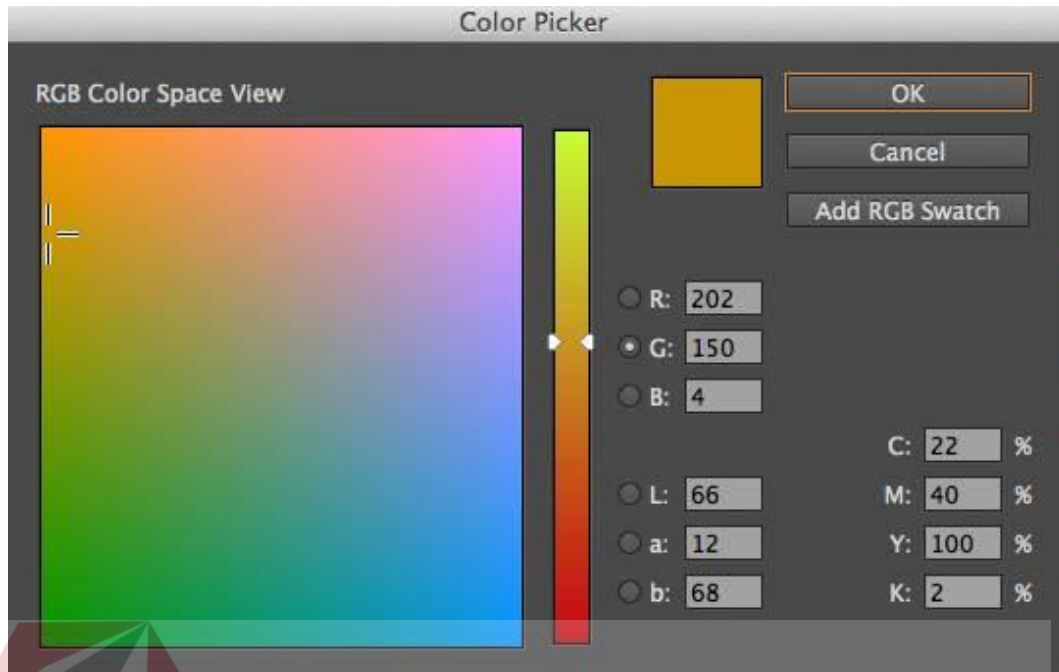 Color Picker
RGB Color Space View
OK
Cancel
Add RGB Swatch
R: 202
G: 150
B: 4
C: 22 %
L: 66 M: 40 %
a: 12 Y: 100 %
b: 68 K: 2 %